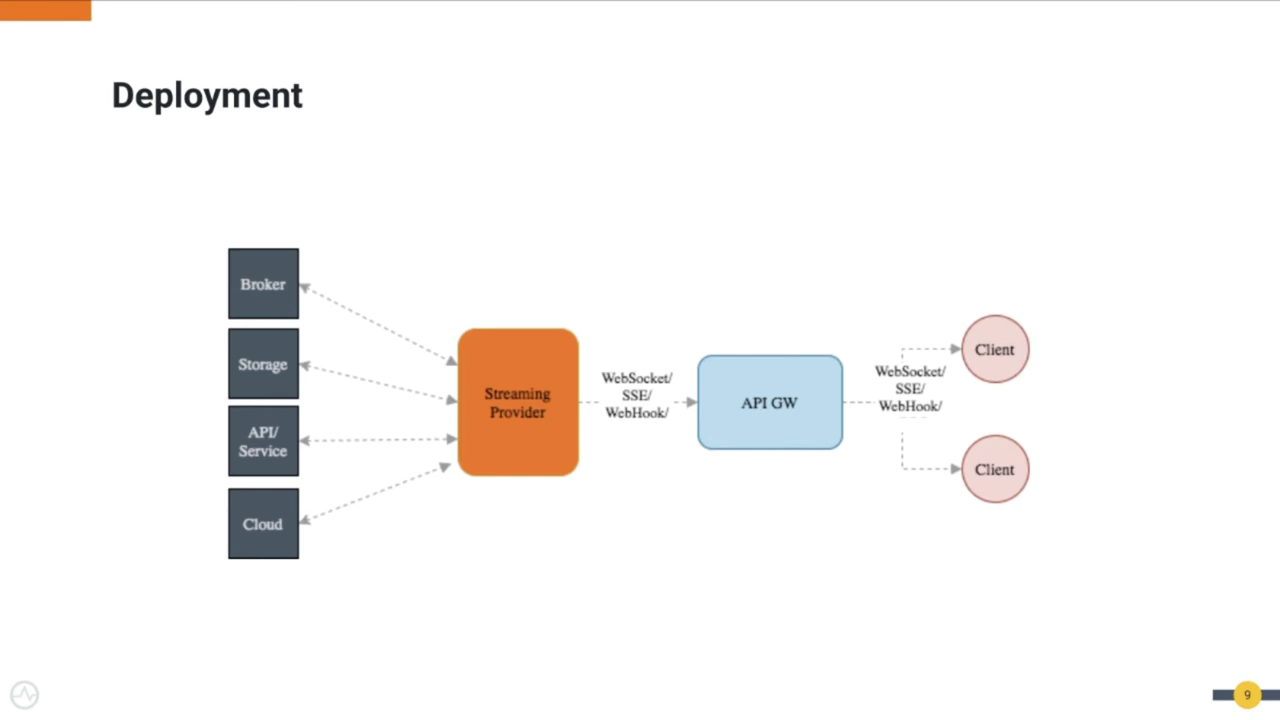 Deployment
Broker
Storage
API/
Service
Cloud
Streaming
Provider
WebSocket/
SSE/
WebHook/
API GW
WebSocket/
SSE/
WebHook/
Client
Client
9